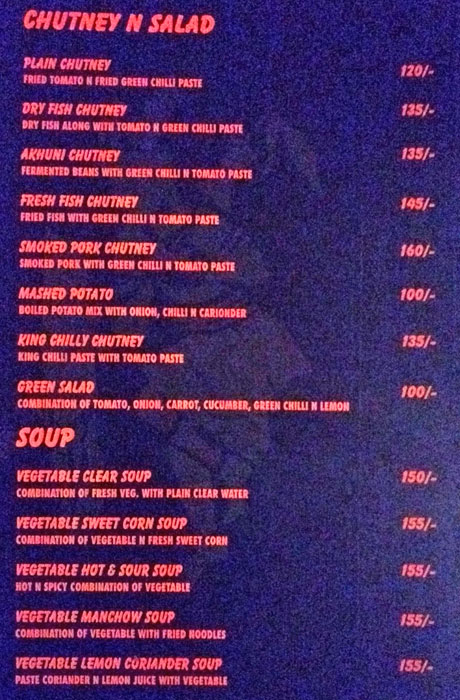 CHUTNEY N SALAD
PLAIN CHUTNEY 120/-
FRIED TOMATO N FRIED GREEN CHILLI PASTE
DRY FISH CHUTNEY 135/-
DRY FISH ALONG WITH TOMATO N GREEN CHILLI PASTE
AKHUNI CHUTNEY 135/-
FERMENTED BEANS WITH GREEN CHILLI N TOMATO PASTE
FRESH FISH CHUTNEY 145/-
FRIED FISH WITH GREEN CHILLI N TOMATO PASTE
SMOKED PORK CHUTNEY 160/-
SMOKED PORK WITH GREEN CHILLI N TOMATO PASTE
MASHED POTATO 100/-
BOILED POTATO MIX WITH ONION, CHILLI N CARIONDER
KING CHILLY CHUTNEY 135/-
KING CHILLI PASTE WITH TOMATO PASTE
GREEN SALAD 100/-
COMBINATION OF TOMATO, ONION, CARROT, CUCUMBER, GREEN CHILLI N LEMON
SOUP
VEGETABLE CLEAR SOUP 150/-
COMBINATION OF FRESH VEG. WITH PLAIN CLEAR WATER
VEGETABLE SWEET CORN SOUP 155/-
COMBINATION OF VEGETABLE N FRESH SWEET CORN
VEGETABLE HOT & SOUR SOUP 155/-
HOT N SPICY COMBINATION OF VEGETABLE
VEGETABLE MANCHOW SOUP 155/-
COMBINATION OF VEGETABLE WITH FRIED NOODLES
VEGETABLE LEMON CORIANDER SOUP 155/-
PASTE CORIANDER N LEMON JUICE WITH VEGETABLE